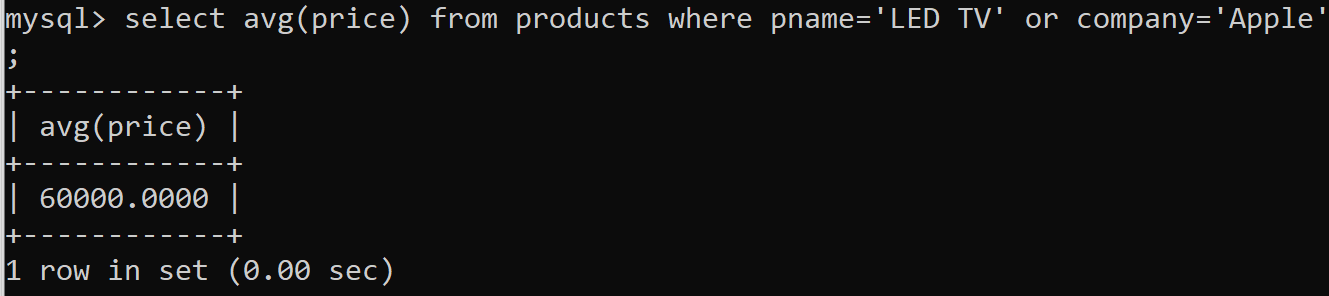 mysql> select avg(price) from products where pname='LED TV' or company='Apple'
;
+------------+
| avg(price) |
+------------+
| 60000.0000 |
+------------+
1 row in set (0.00 sec)